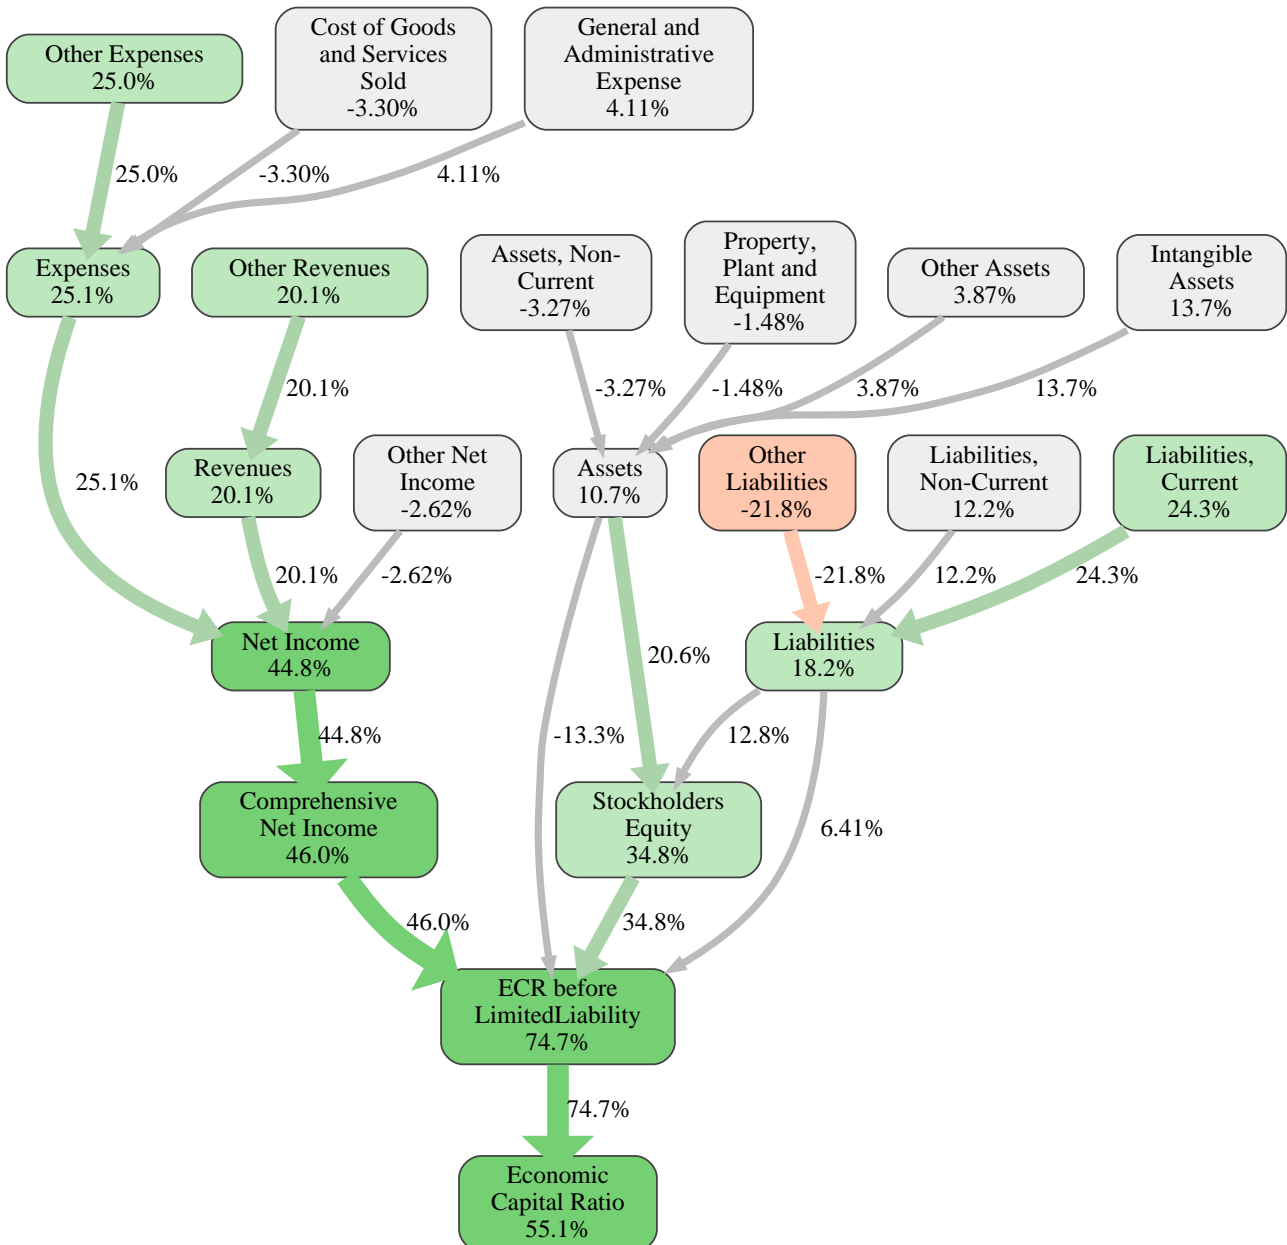 Other Expenses
25.0%
Cost of Goods
and Services
Sold
-3.30%
General and
Administrative
Expense
4.11%
25.0%
-3.30%
4.11%
Expenses
25.1%
Other Revenues
20.1%
Assets, Non-
Current
-3.27%
Property,
Plant and
Equipment
-1.48%
Other Assets
3.87%
Intangible
Assets
13.7%
20.1%
-3.27%
-1.48%
3.87%
13.7%
25.1%
Revenues
20.1%
Other Net
Income
-2.62%
Assets
10.7%
Other
Liabilities
-21.8%
Liabilities,
Non-Current
12.2%
Liabilities,
Current
24.3%
20.1%
-2.62%
-21.8%
12.2%
24.3%
Net Income
44.8%
20.6%
Liabilities
18.2%
44.8%
-13.3%
12.8%
Comprehensive
Net Income
46.0%
Stockholders
Equity
34.8%
6.41%
46.0%
34.8%
ECR before
LimitedLiability
74.7%
74.7%
Economic
Capital Ratio
55.1%